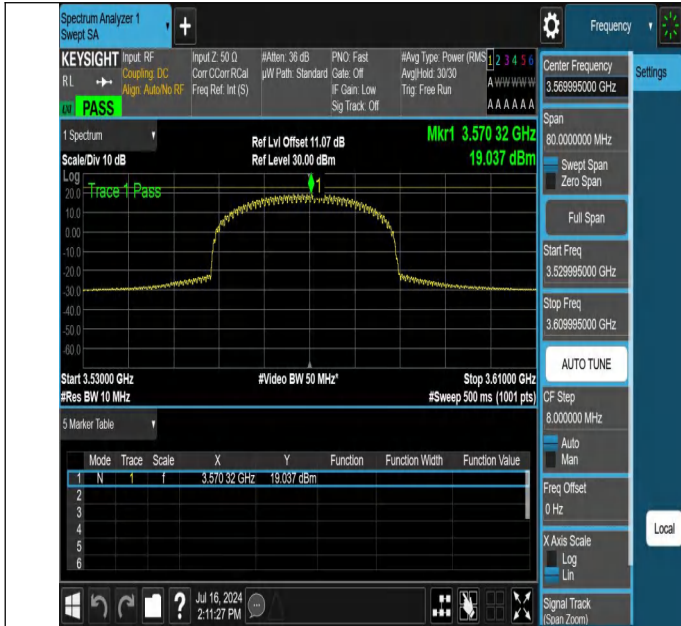 Spectrum Analyzer 1
Swept SA
Frequency
KEYSIGHT
RL
PASS
Input: RF
Coupling: DC
Align: Auto/No RF
Input Z: 50 Ω
Corr CCorr RCal
Freq Ref: Int (S)
#Atten: 36 dB
µW Path: Standard
PNO: Fast
Gate: Off
IF Gain: Low
Sig Track: Off
#Avg Type: Power (RMS
Avg|Hold: 30/30
Trig: Free Run
1 2 3 4 5 6
A W W W W W
A A A A A A
1 Spectrum
Scale/Div 10 dB
Ref Lvl Offset 11.07 dB
Ref Level 30.00 dBm
Mkr1 3.570 32 GHz
19.037 dBm
Log
Trace 1 Pass
1
20.0
10.0
0.00
-10.0
-20.0
-30.0
-40.0
-50.0
-60.0
Start 3.53000 GHz
#Video BW 50 MHz*
Stop 3.61000 GHz
#Res BW 10 MHz
#Sweep 500 ms (1001 pts)
5 Marker Table
Mode Trace Scale X Y Function Function Width Function Value
1 N 1 f 3.570 32 GHz 19.037 dBm
2
3
4
5
6
Jul 16, 2024
2:11:27 PM
Center Frequency
3.569995000 GHz
Settings
Span
80.0000000 MHz
Swept Span
Zero Span
Full Span
Start Freq
3.529995000 GHz
Stop Freq
3.609995000 GHz
AUTO TUNE
CF Step
8.000000 MHz
Auto
Man
Freq Offset
0 Hz
Local
X Axis Scale
Log
Lin
Signal Track
(Span Zoom)